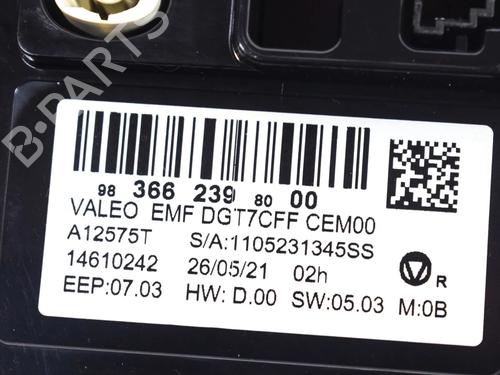 B-PARTS
98 366 239 80 00
VALEO EMF DGT7CFF CEM00
A12575T S/A:1105231345SS
14610242 26/05/21 02h V R
EEP:07.03 HW: D.00 SW:05.03 M:0B